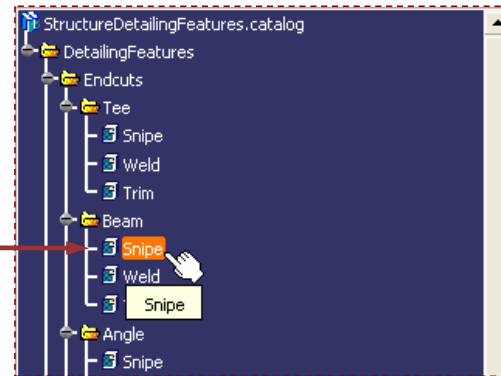 StructureDetailingFeatures.catalog
DetailingFeatures
Endcuts
Tee
Snipe
Weld
Trim
Beam
Snipe
Weld
Snipe
Angle
Snipe